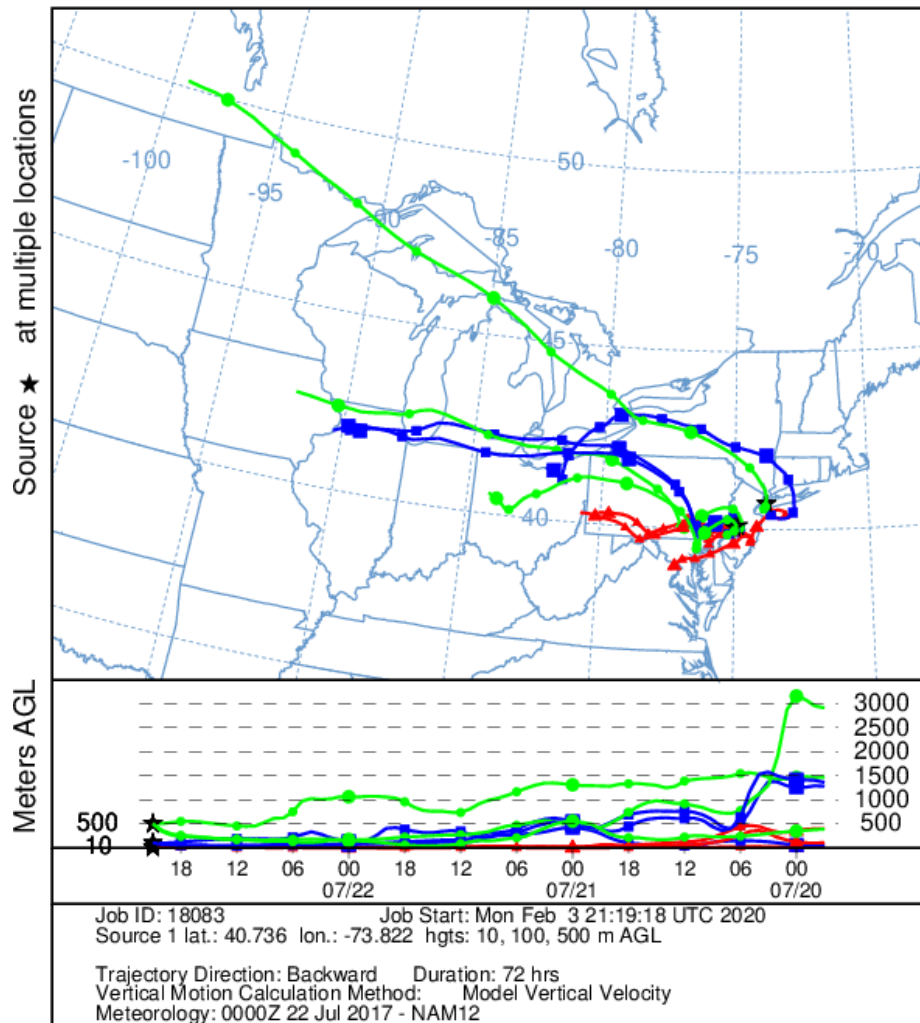 Source ★ at multiple locations
-100
-95
-90
-85
-80
-75
-70
50
45
40
Meters AGL
3000
2500
2000
1500
1000
500
500
10
18 12 06 00 18 12 06 00 18 12 06 00
07/22 07/21 07/20
Job ID: 18083 Job Start: Mon Feb 3 21:19:18 UTC 2020
Source 1 lat.: 40.736 lon.: -73.822 hgts: 10, 100, 500 m AGL
Trajectory Direction: Backward Duration: 72 hrs
Vertical Motion Calculation Method: Model Vertical Velocity
Meteorology: 0000Z 22 Jul 2017 - NAM12